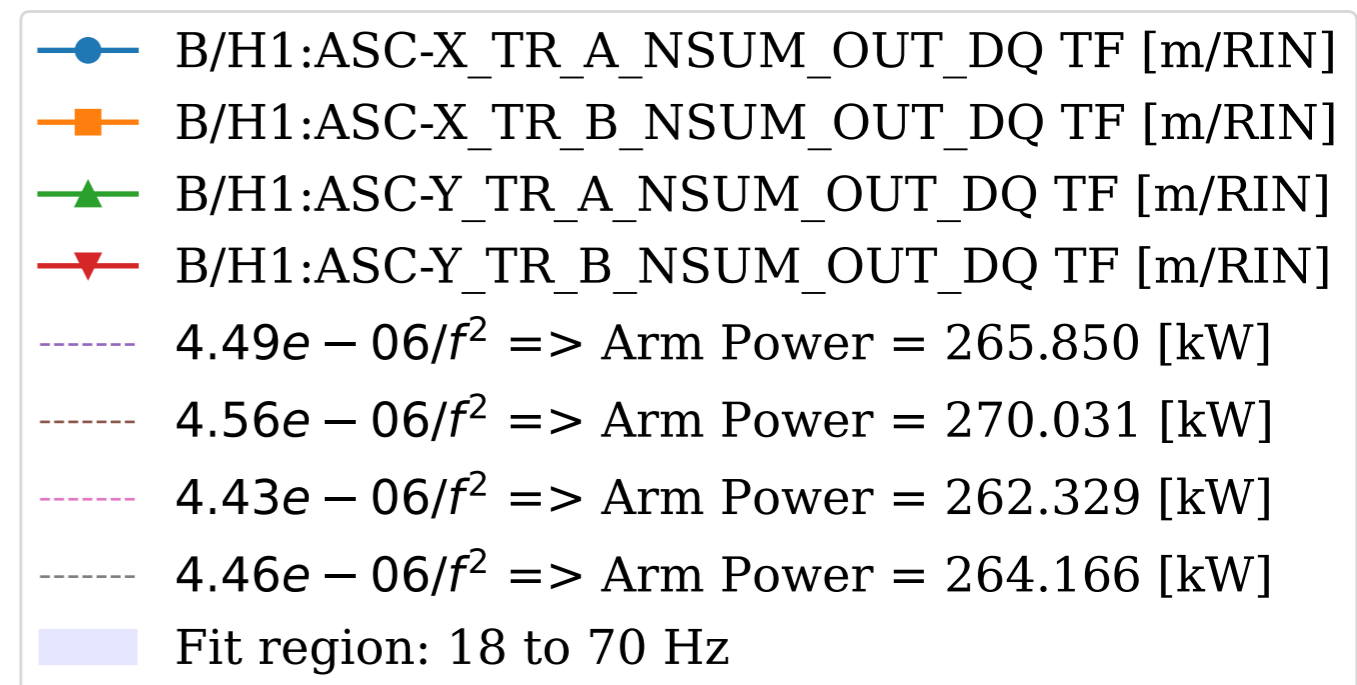 B/H1:ASC-X_TR_A_NSUM_OUT_DQ TF [m/RIN]
B/H1:ASC-X_TR_B_NSUM_OUT_DQ TF [m/RIN]
B/H1:ASC-Y_TR_A_NSUM_OUT_DQ TF [m/RIN]
B/H1:ASC-Y_TR_B_NSUM_OUT_DQ TF [m/RIN]
4.49e − 06/f² => Arm Power = 265.850 [kW]
4.56e − 06/f² => Arm Power = 270.031 [kW]
4.43e − 06/f² => Arm Power = 262.329 [kW]
4.46e − 06/f² => Arm Power = 264.166 [kW]
Fit region: 18 to 70 Hz